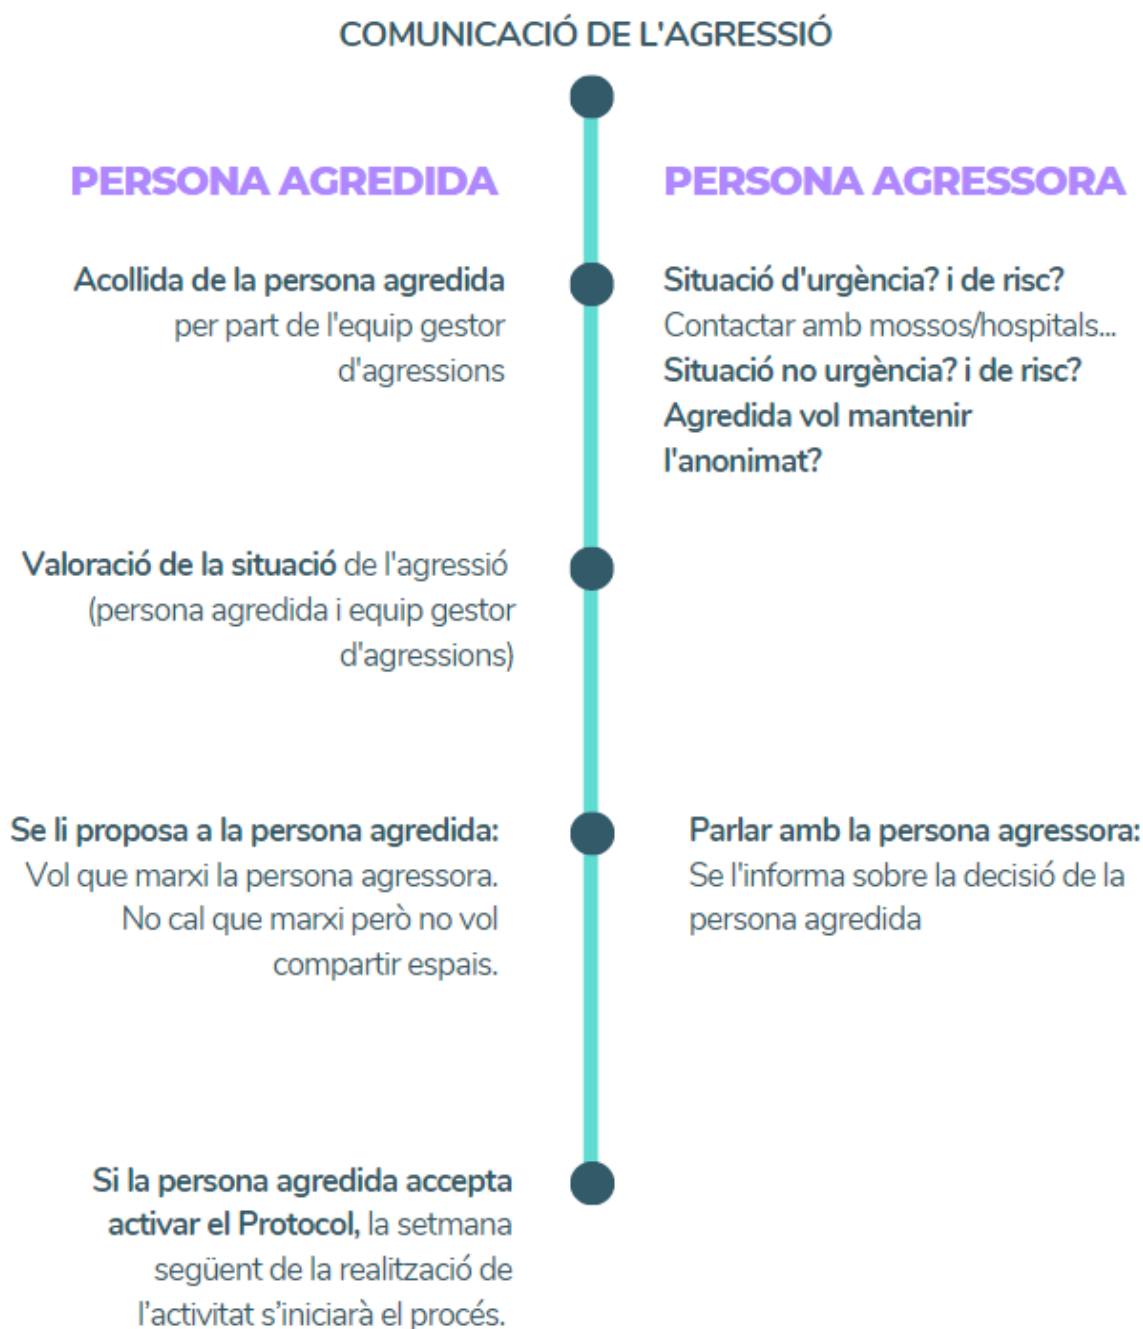 COMUNICACIÓ DE L'AGRESSIÓ
PERSONA AGREDIDA
PERSONA AGRESSORA
Acollida de la persona agredida
per part de l'equip gestor
d'agressions
Situació d'urgència? i de risc?
Contactar amb mossos/hospitals...
Situació no urgència? i de risc?
Agredida vol mantenir
l'anonimat?
Valoració de la situació de l'agressió
(persona agredida i equip gestor
d'agressions)
Se li proposa a la persona agredida:
Vol que marxi la persona agressora.
No cal que marxi però no vol
compartir espais.
Parlar amb la persona agressora:
Se l'informa sobre la decisió de la
persona agredida
Si la persona agredida accepta
activar el Protocol, la setmana
següent de la realització de
l’activitat s’iniciarà el procés.